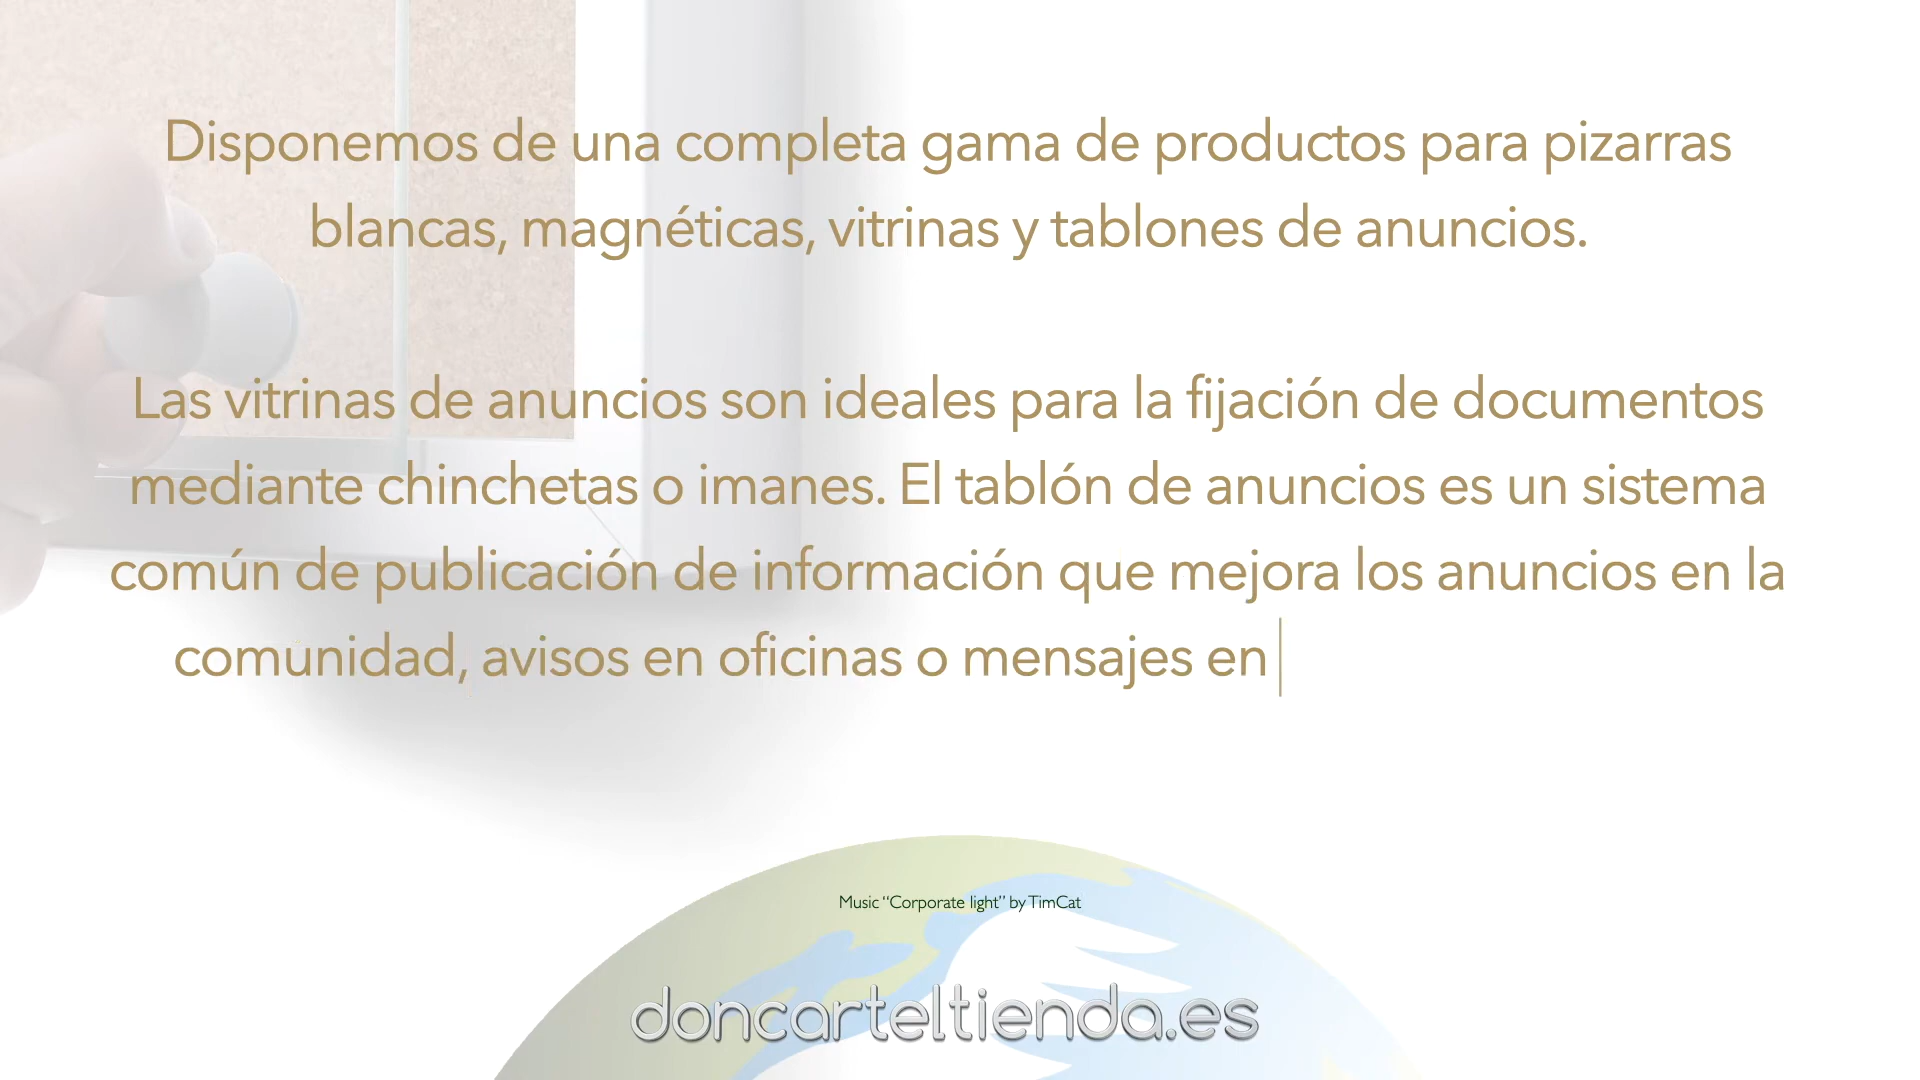 Disponemos de una completa gama de productos para pizarras
blancas, magnéticas, vitrinas y tablones de anuncios.
Las vitrinas de anuncios son ideales para la fijación de documentos
mediante chinchetas o imanes. El tablón de anuncios es un sistema
común de publicación de información que mejora los anuncios en la
comunidad, avisos en oficinas o mensajes en
Music “Corporate light” by TimCat
doncarteltienda.es